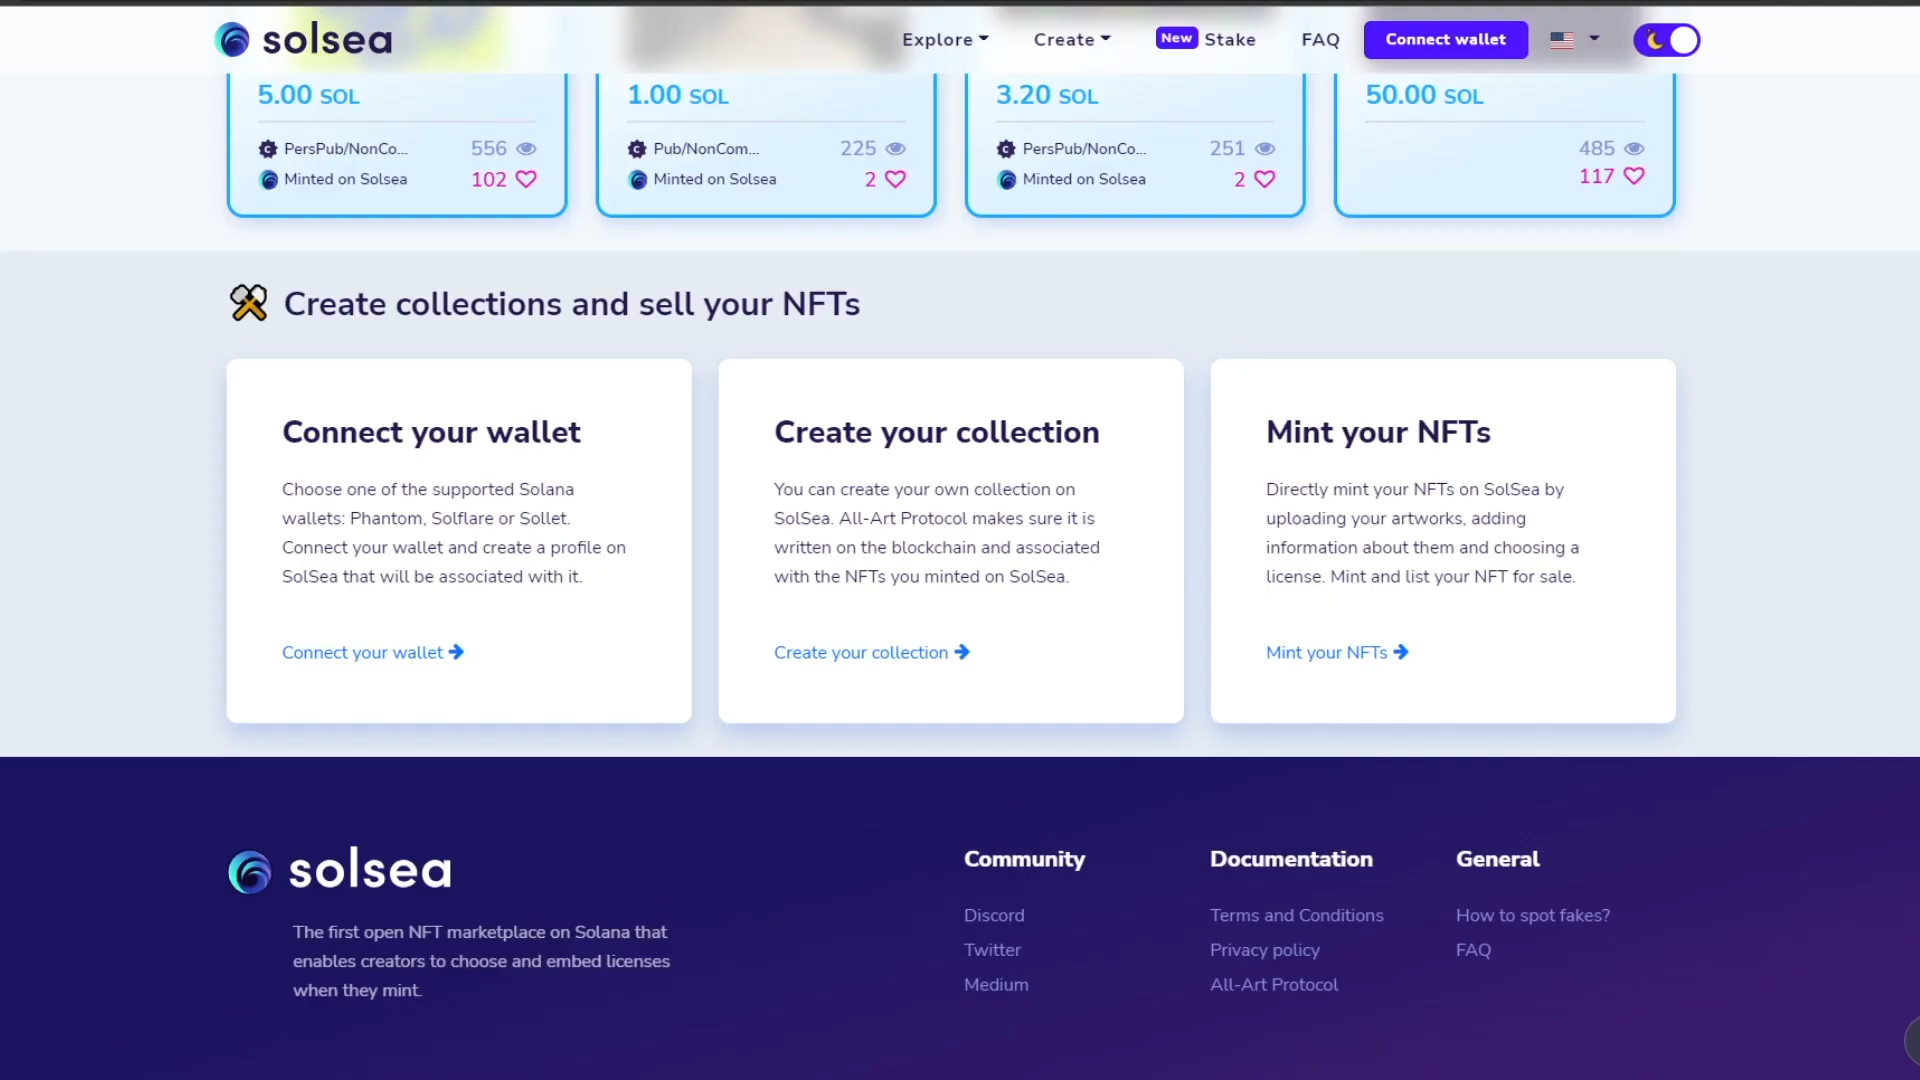 solsea
Explore
Create
New Stake
FAQ
Connect wallet
5.00 SOL
1.00 SOL
3.20 SOL
50.00 SOL
PersPub/NonCo... 556
Pub/NonCom... 225
PersPub/NonCo... 251
485
Minted on Solsea 102
Minted on Solsea 2
Minted on Solsea 2
117
Create collections and sell your NFTs
Connect your wallet
Choose one of the supported Solana
wallets: Phantom, Solflare or Sollet.
Connect your wallet and create a profile on
SolSea that will be associated with it.
Connect your wallet
Create your collection
You can create your own collection on
SolSea. All-Art Protocol makes sure it is
written on the blockchain and associated
with the NFTs you minted on SolSea.
Create your collection
Mint your NFTs
Directly mint your NFTs on SolSea by
uploading your artworks, adding
information about them and choosing a
license. Mint and list your NFT for sale.
Mint your NFTs
solsea
The first open NFT marketplace on Solana that
enables creators to choose and embed licenses
when they mint.
Community
Discord
Twitter
Medium
Documentation
Terms and Conditions
Privacy policy
All-Art Protocol
General
How to spot fakes?
FAQ